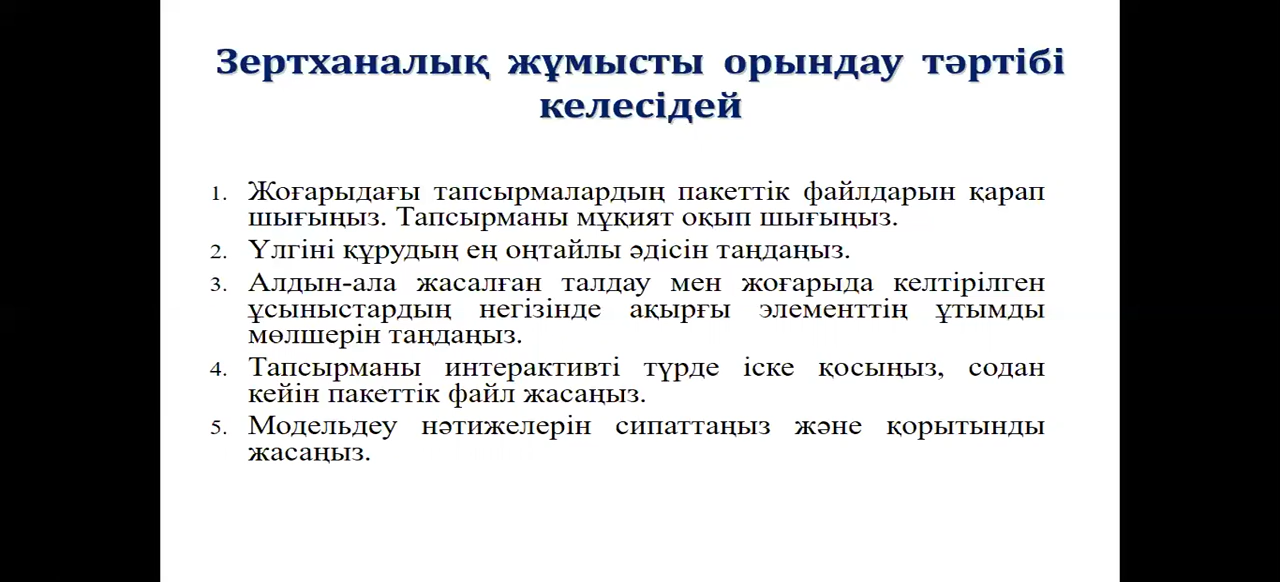 Зертханалық жұмысты орындау тәртібі
келесідей
1. Жоғарыдағы тапсырмалардың пакеттік файлдарын қарап
шығыңыз. Тапсырманы мұқият оқып шығыңыз.
2. Үлгіні құрудың ең оңтайлы әдісін таңдаңыз.
3. Алдын-ала жасалған талдау мен жоғарыда келтірілген
ұсыныстардың негізінде ақырғы элементтің ұтымды
мөлшерін таңдаңыз.
4. Тапсырманы интерактивті түрде іске қосыңыз, содан
кейін пакеттік файл жасаңыз.
5. Модельдеу нәтижелерін сипаттаңыз және қорытынды
жасаңыз.